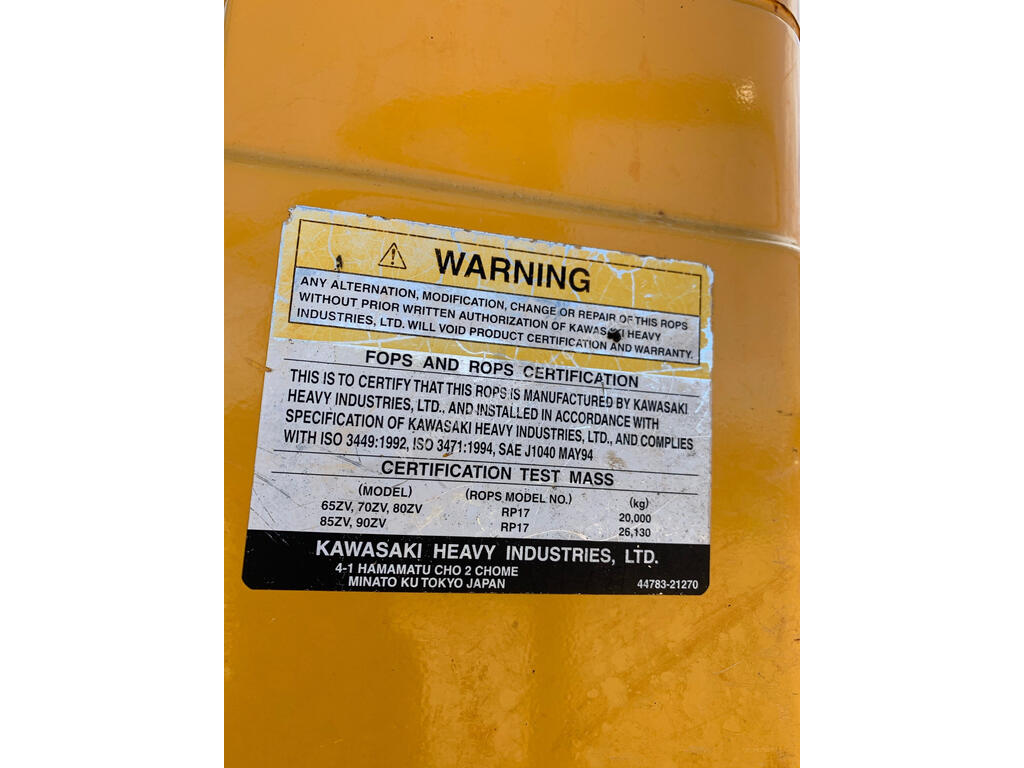 WARNING
ANY ALTERNATION, MODIFICATION, CHANGE OR REPAIR OF THIS ROPS
WITHOUT PRIOR WRITTEN AUTHORIZATION OF KAWASAKI HEAVY
INDUSTRIES, LTD. WILL VOID PRODUCT CERTIFICATION AND WARRANTY.
FOPS AND ROPS CERTIFICATION
THIS IS TO CERTIFY THAT THIS ROPS IS MANUFACTURED BY KAWASAKI
HEAVY INDUSTRIES, LTD., AND INSTALLED IN ACCORDANCE WITH
SPECIFICATION OF KAWASAKI HEAVY INDUSTRIES, LTD., AND COMPLIES
WITH ISO 3449:1992, ISO 3471:1994, SAE J1040 MAY94
CERTIFICATION TEST MASS
(MODEL) (ROPS MODEL NO.) (kg)
65ZV, 70ZV, 80ZV RP17 20,000
85ZV, 90ZV RP17 26,130
KAWASAKI HEAVY INDUSTRIES, LTD.
4-1 HAMAMATU CHO 2 CHOME
MINATO KU TOKYO JAPAN 44783-21270